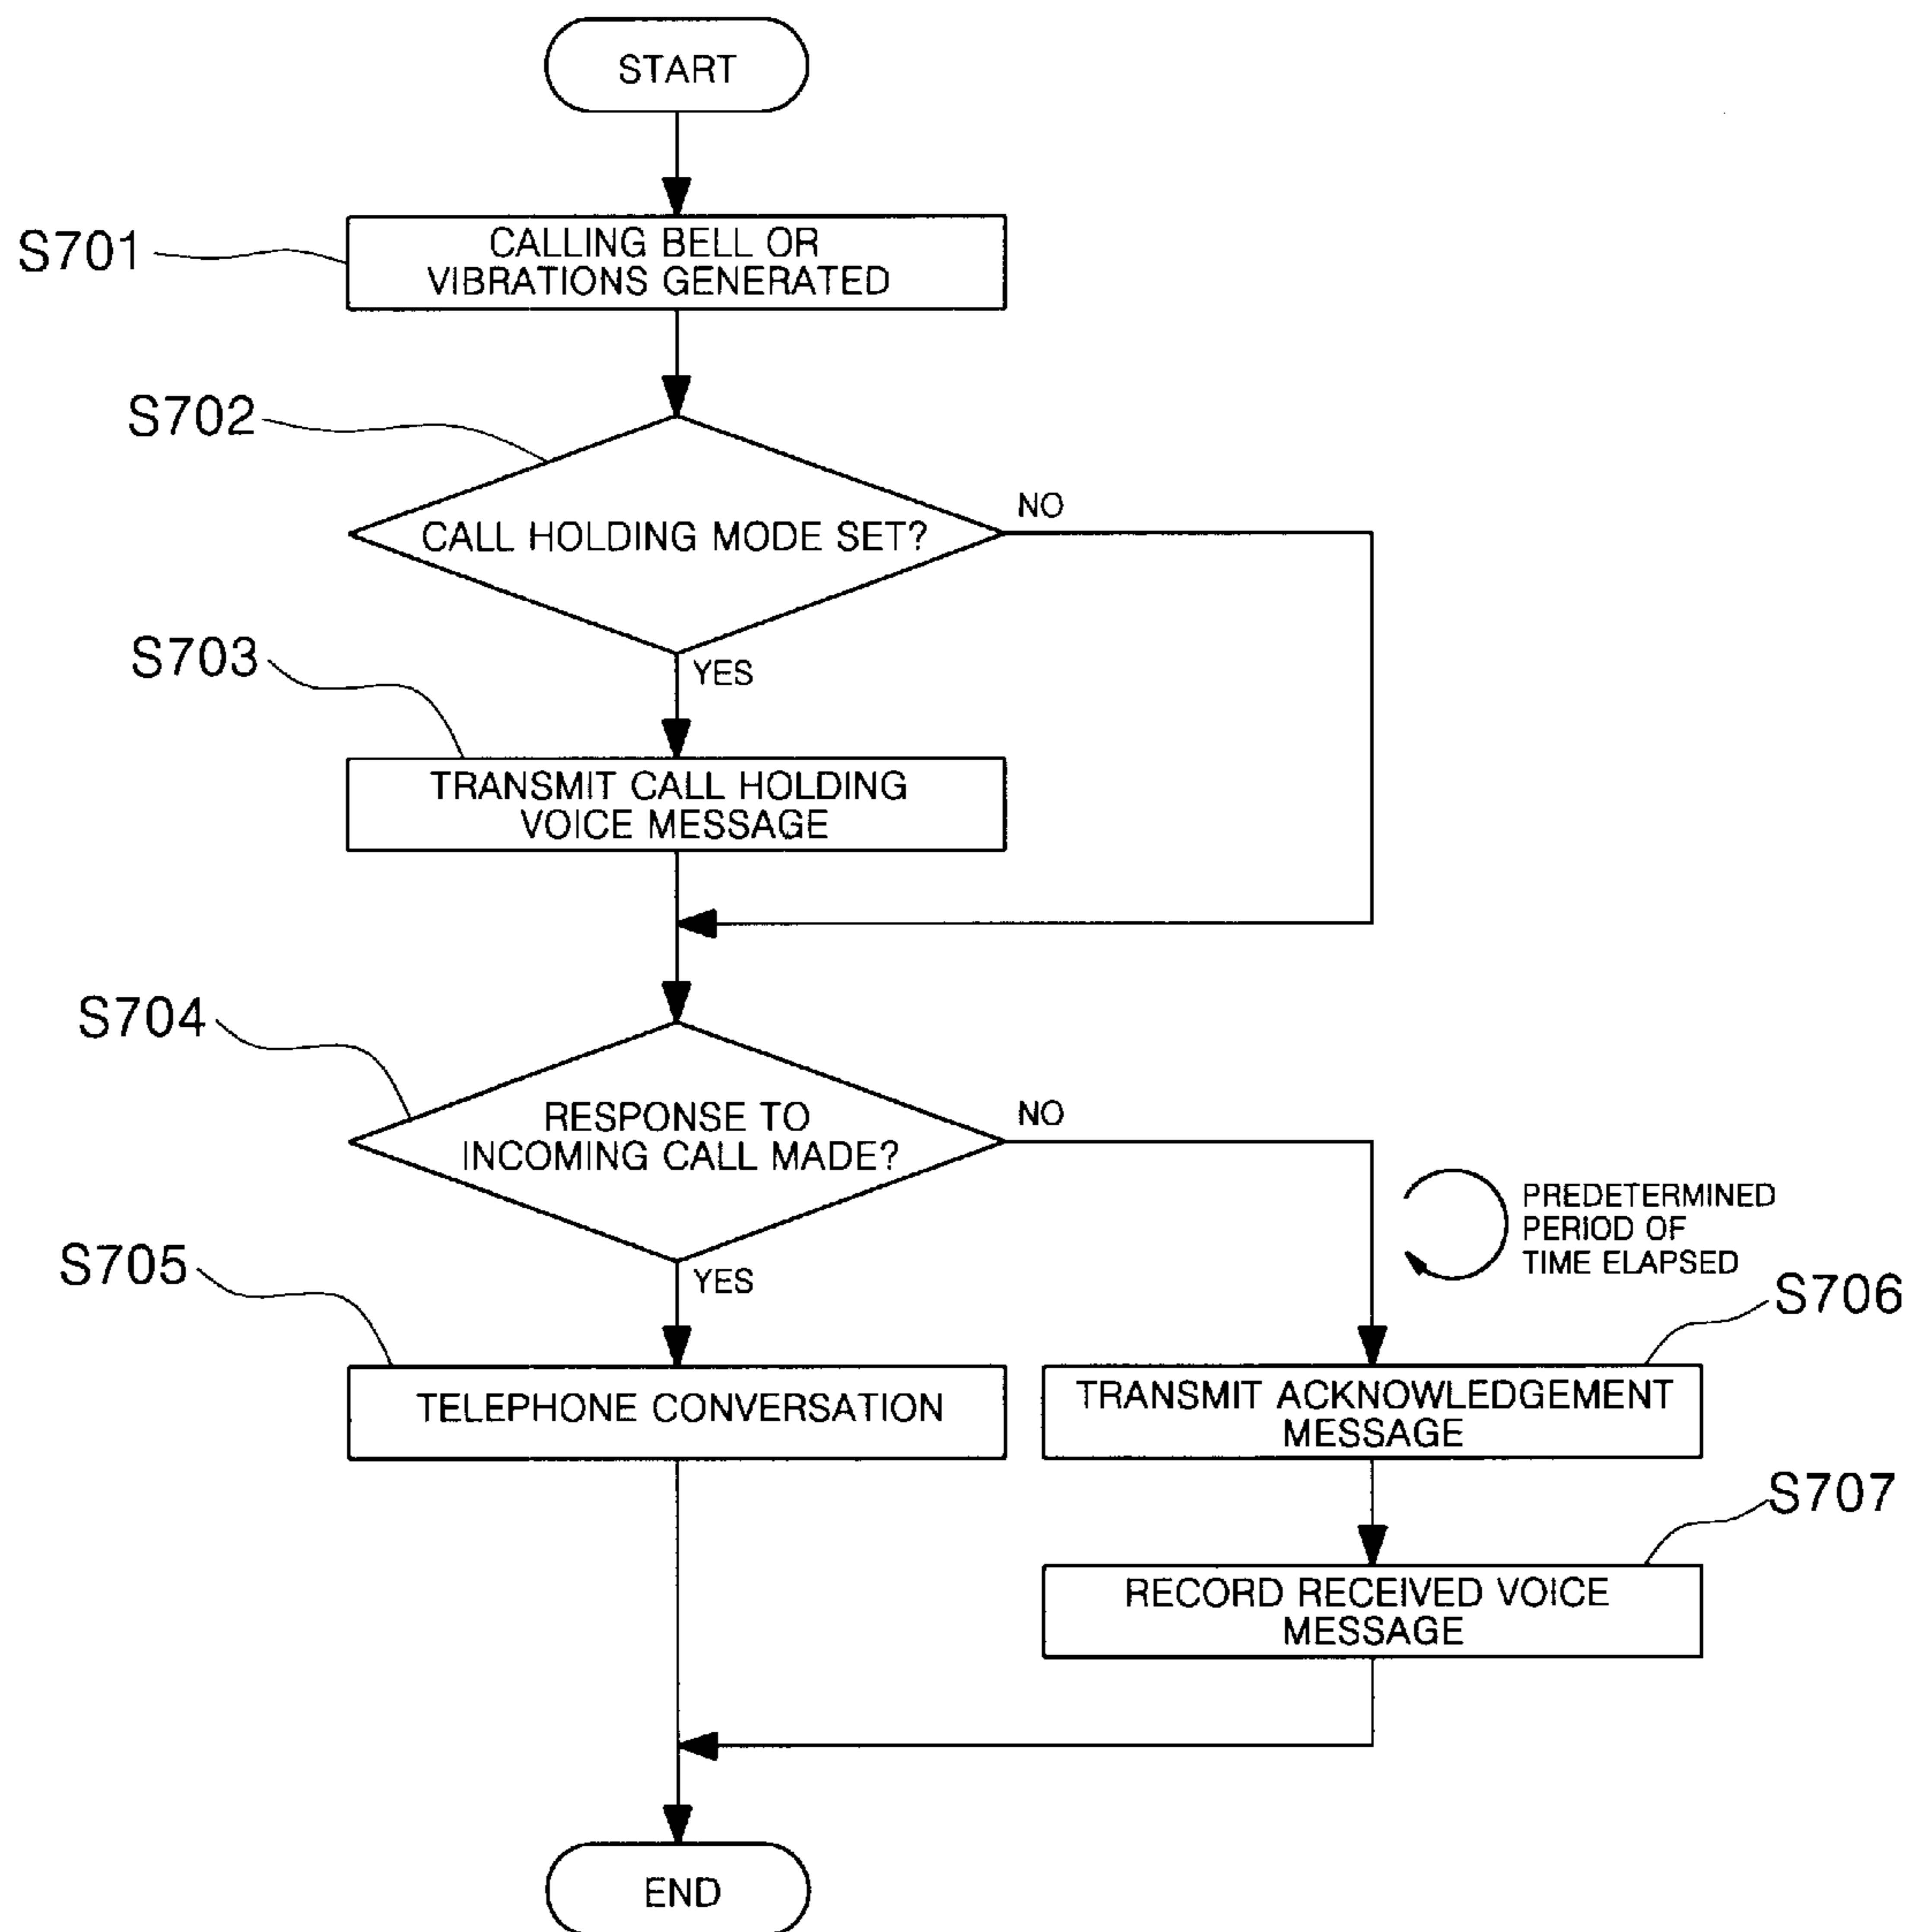 START
S701
CALLING BELL OR
VIBRATIONS GENERATED
S702
CALL HOLDING MODE SET?
NO
YES
S703
TRANSMIT CALL HOLDING
VOICE MESSAGE
S704
RESPONSE TO
INCOMING CALL MADE?
NO
YES
PREDETERMINED
PERIOD OF
TIME ELAPSED
S705
TELEPHONE CONVERSATION
S706
TRANSMIT ACKNOWLEDGEMENT
MESSAGE
S707
RECORD RECEIVED VOICE
MESSAGE
END